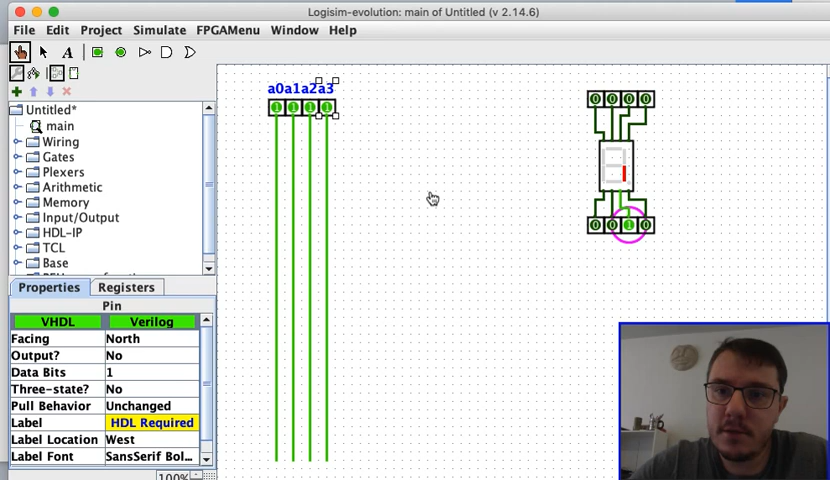 Logisim-evolution: main of Untitled (v 2.14.6)
File Edit Project Simulate FPGAMenu Window Help
A
Untitled*
main
Wiring
Gates
Plexers
Arithmetic
Memory
Input/Output
HDL-IP
TCL
Base
Properties Registers
Pin
VHDL Verilog
Facing North
Output? No
Data Bits 1
Three-state? No
Pull Behavior Unchanged
Label HDL Required
Label Location West
Label Font SansSerif Bol...
100%
a0a1a2a3
1 1 1 1
0 0 0 0
0 0 1 0